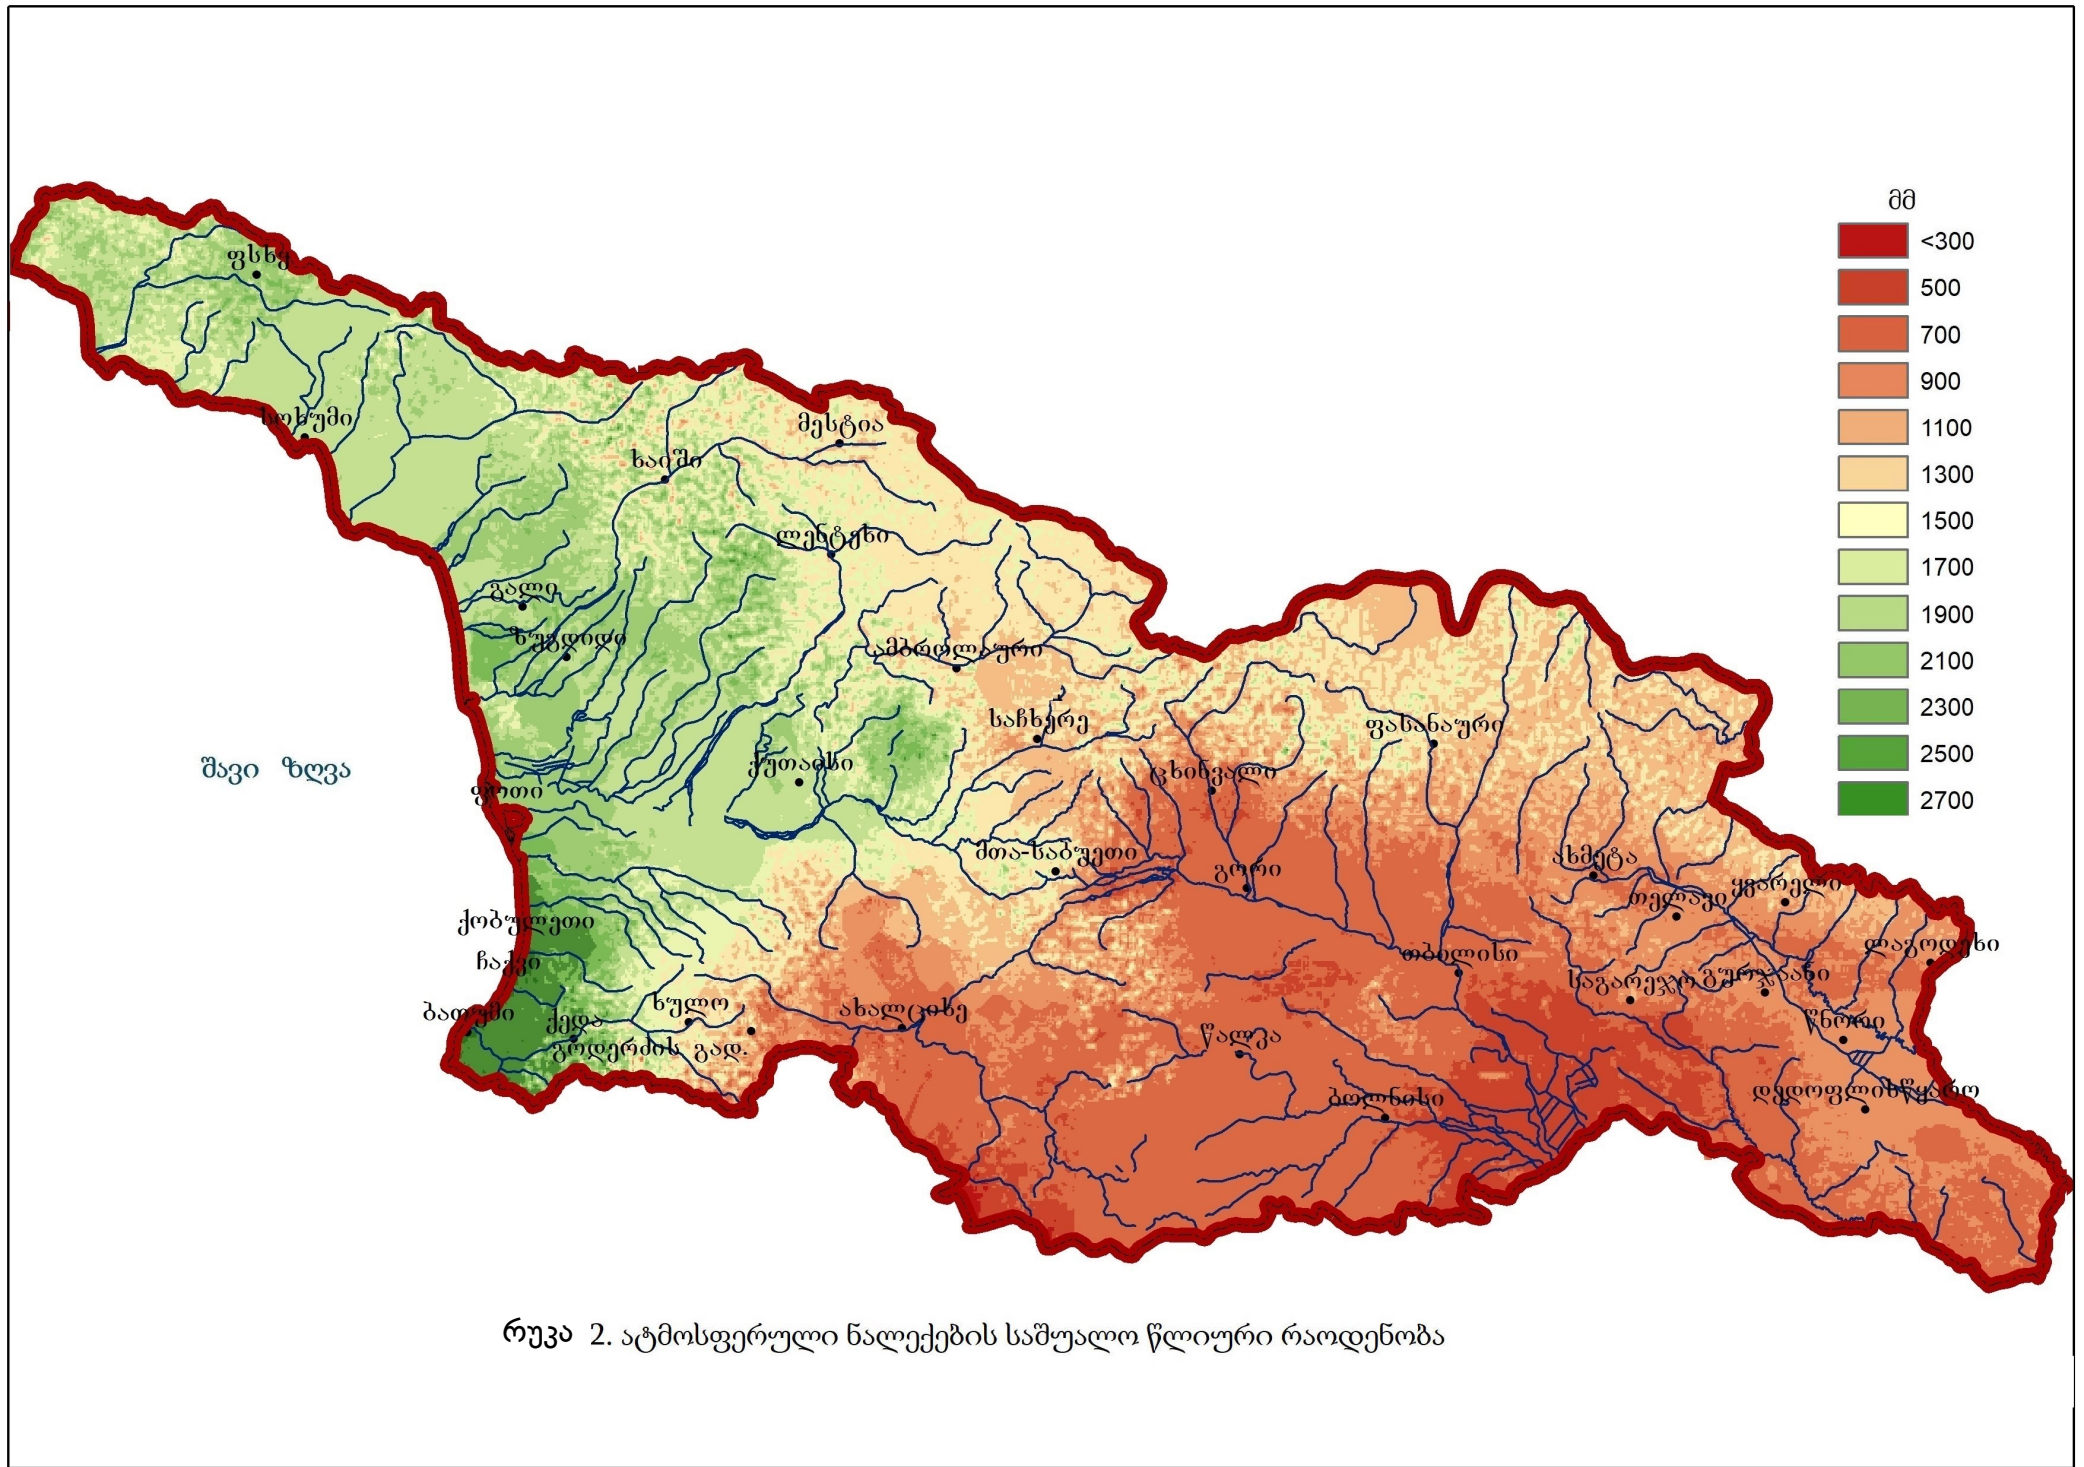 მმ
<300
500
700
900
1100
1300
1500
1700
1900
2100
2300
2500
2700
ფსხუ
სოხუმი
მესტია
ხაიში
ლენტეხი
გალი
ზუგდიდი
ამბროლაური
საჩხერე
ფასანაური
შავი ზღვა
ქუთაისი
ცხინვალი
ფოთი
მთა-საბუეთი
გორი
ახმეტა
ყვარელი
თელავი
ქობულეთი
ლაგოდეხი
ჩაქვი
თბილისი
საგარეჯო გურჯაანი
ბათუმი
ქედა
ხულო
ახალციხე
წნორი
გოდერძის გად.
წალკა
ბოლნისი
დედოფლისწყარო
რუკა 2. ატმოსფერული ნალექების საშუალო წლიური რაოდენობა